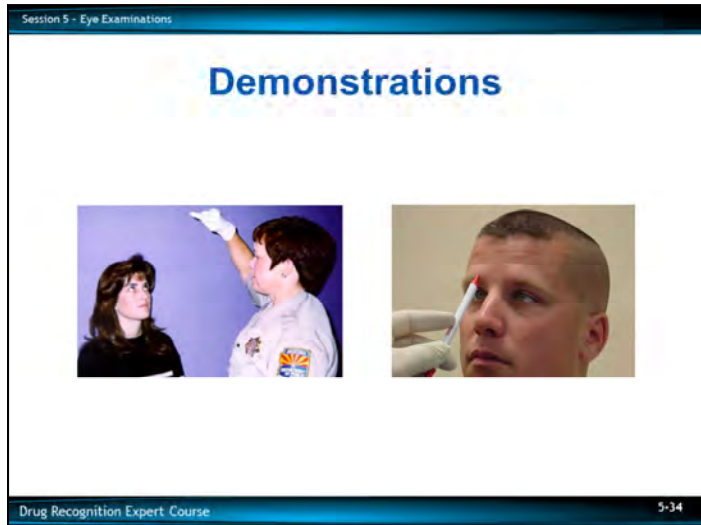 Session 5 - Eye Examinations
Demonstrations
Drug Recognition Expert Course
5-34